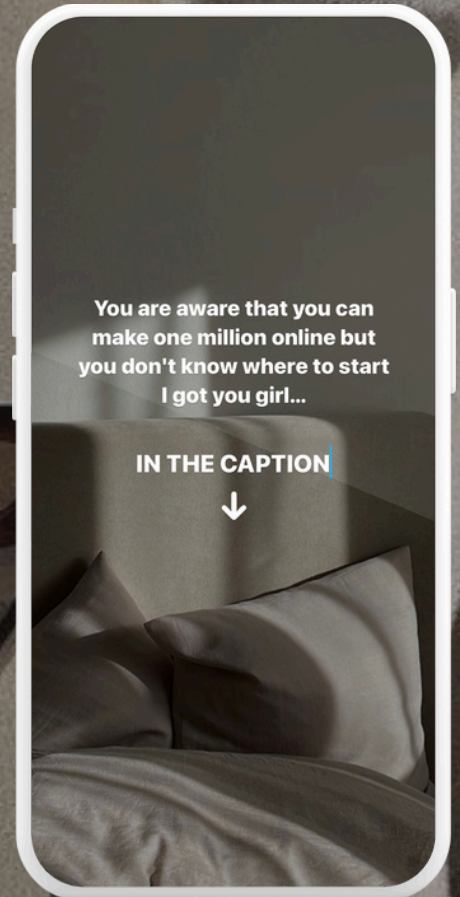 You are aware that you can
make one million online but
you don't know where to start
I got you girl...
IN THE CAPTION